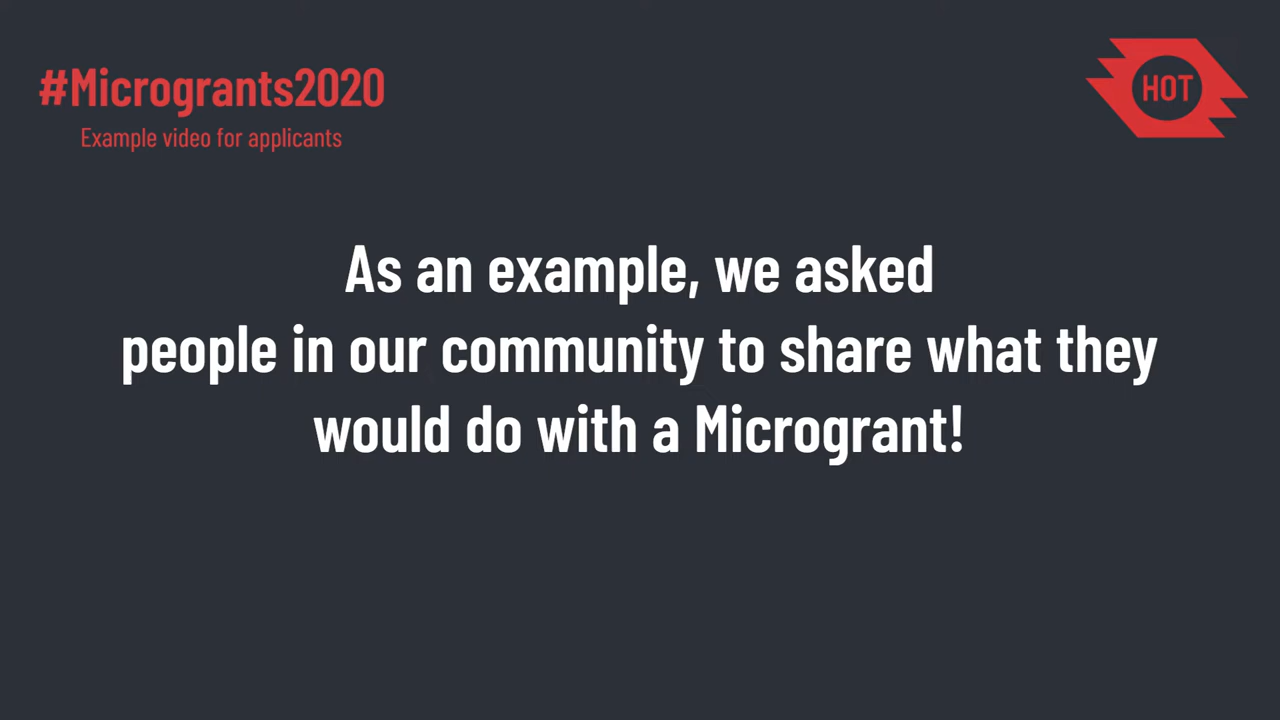 #Microgrants2020
Example video for applicants
HOT
As an example, we asked
people in our community to share what they
would do with a Microgrant!